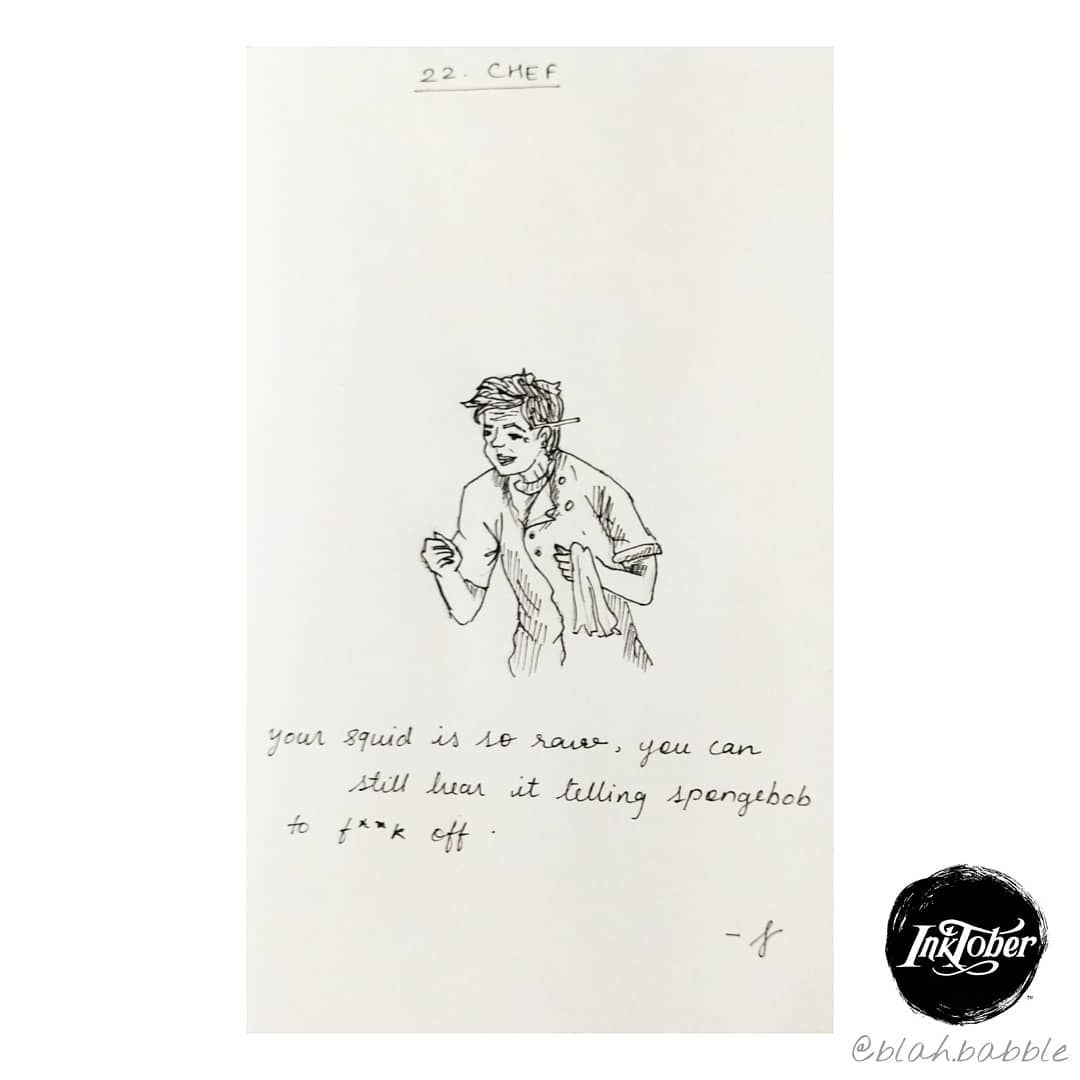 22. CHEF
your squid is so raw, you can
still hear it telling spongebob
to f**k off.
- f
InkTober
TM
@blah.babble